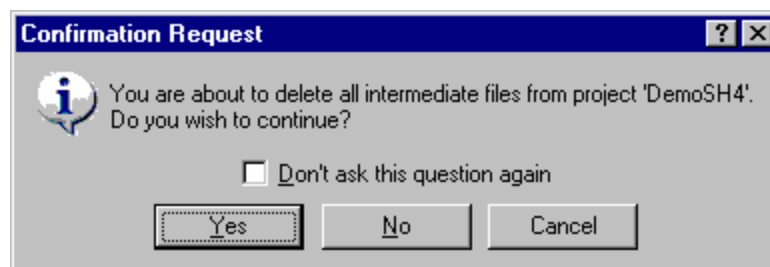 Confirmation Request
You are about to delete all intermediate files from project 'DemoSH4'.
Do you wish to continue?
Don't ask this question again
Yes No Cancel